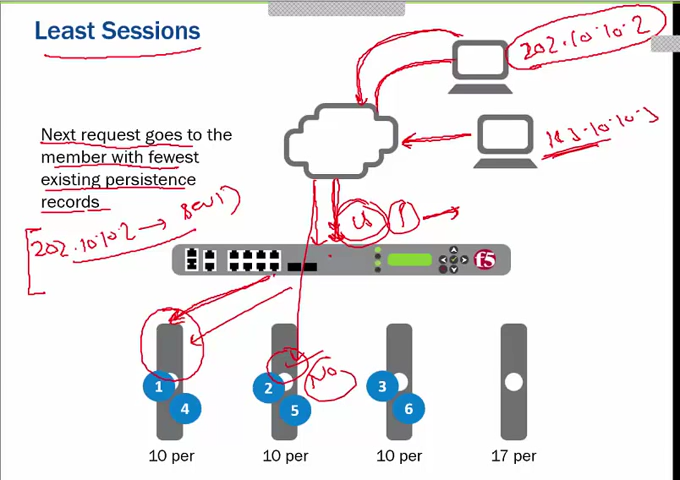 Least Sessions
202.10.10.2
Next request goes to the
member with fewest
existing persistence
records
202.10.10.2 →
f5
No
1
4
2
5
3
6
10 per
10 per
10 per
17 per